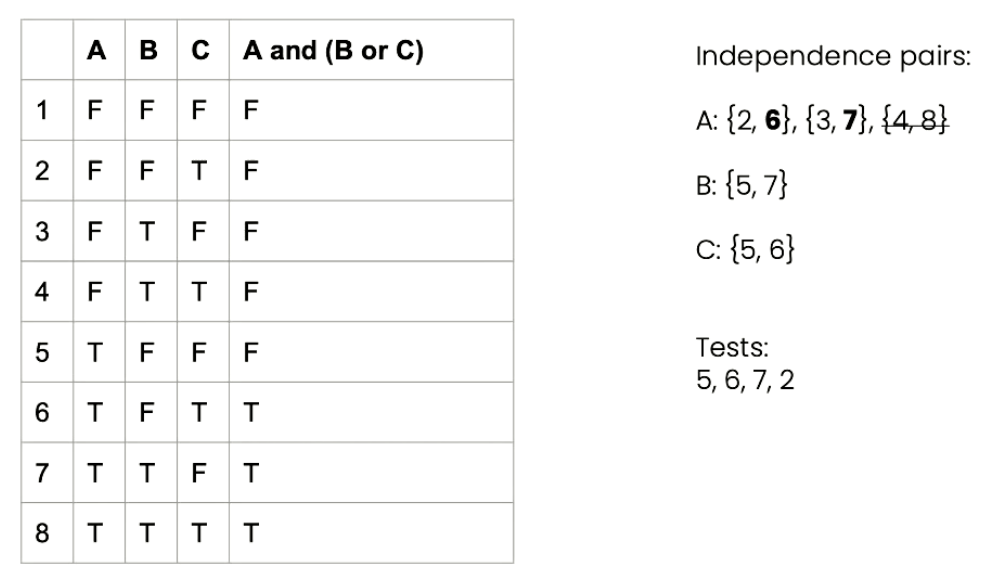 A B C A and (B or C)
1 F F F F
2 F F T F
3 F T F F
4 F T T F
5 T F F F
6 T F T T
7 T T F T
8 T T T T
Independence pairs:
A: {2, 6}, {3, 7}, {4, 8}
B: {5, 7}
C: {5, 6}
Tests:
5, 6, 7, 2